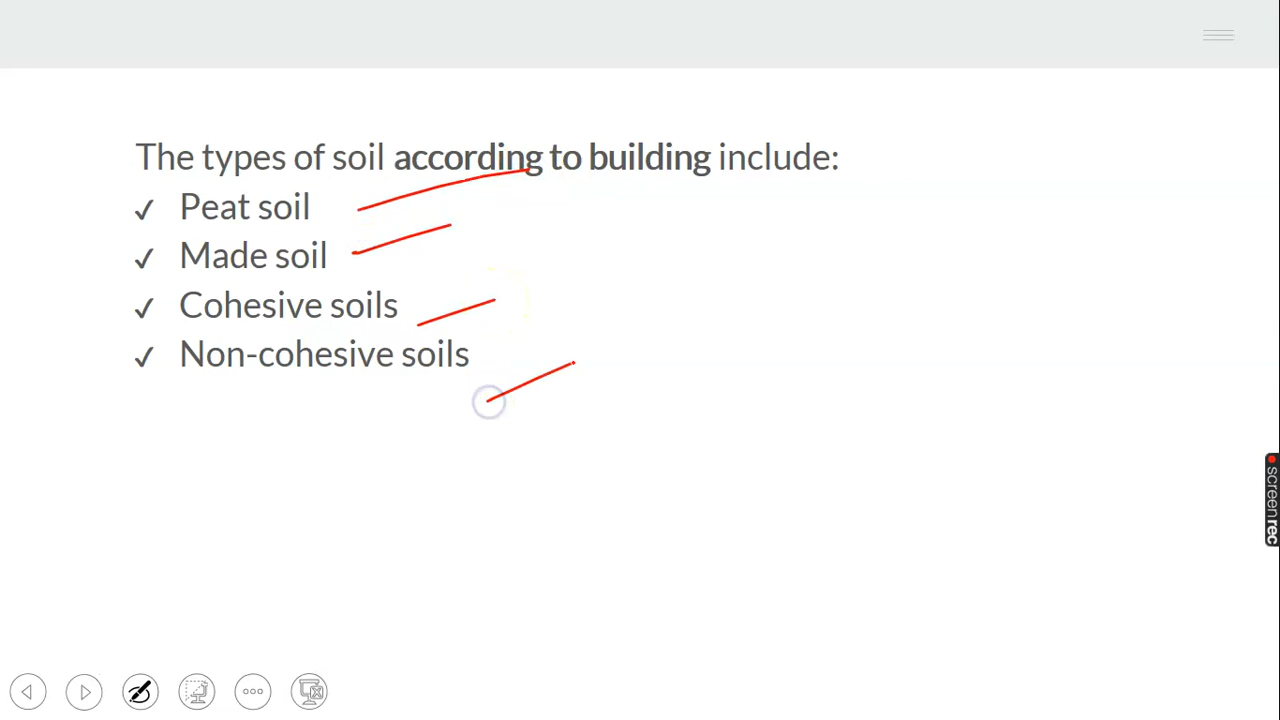 The types of soil according to building include:
✓ Peat soil
✓ Made soil
✓ Cohesive soils
✓ Non-cohesive soils
screenrec